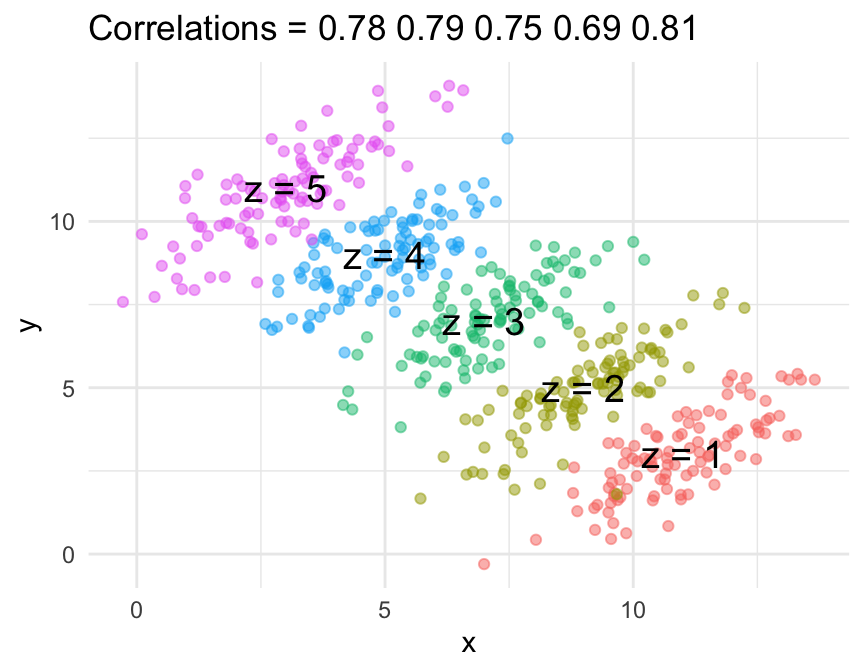 Correlations = 0.78 0.79 0.75 0.69 0.81
z = 5
10
z = 4
y
z = 3
5
z = 2
z = 1
0
0 5 10
x